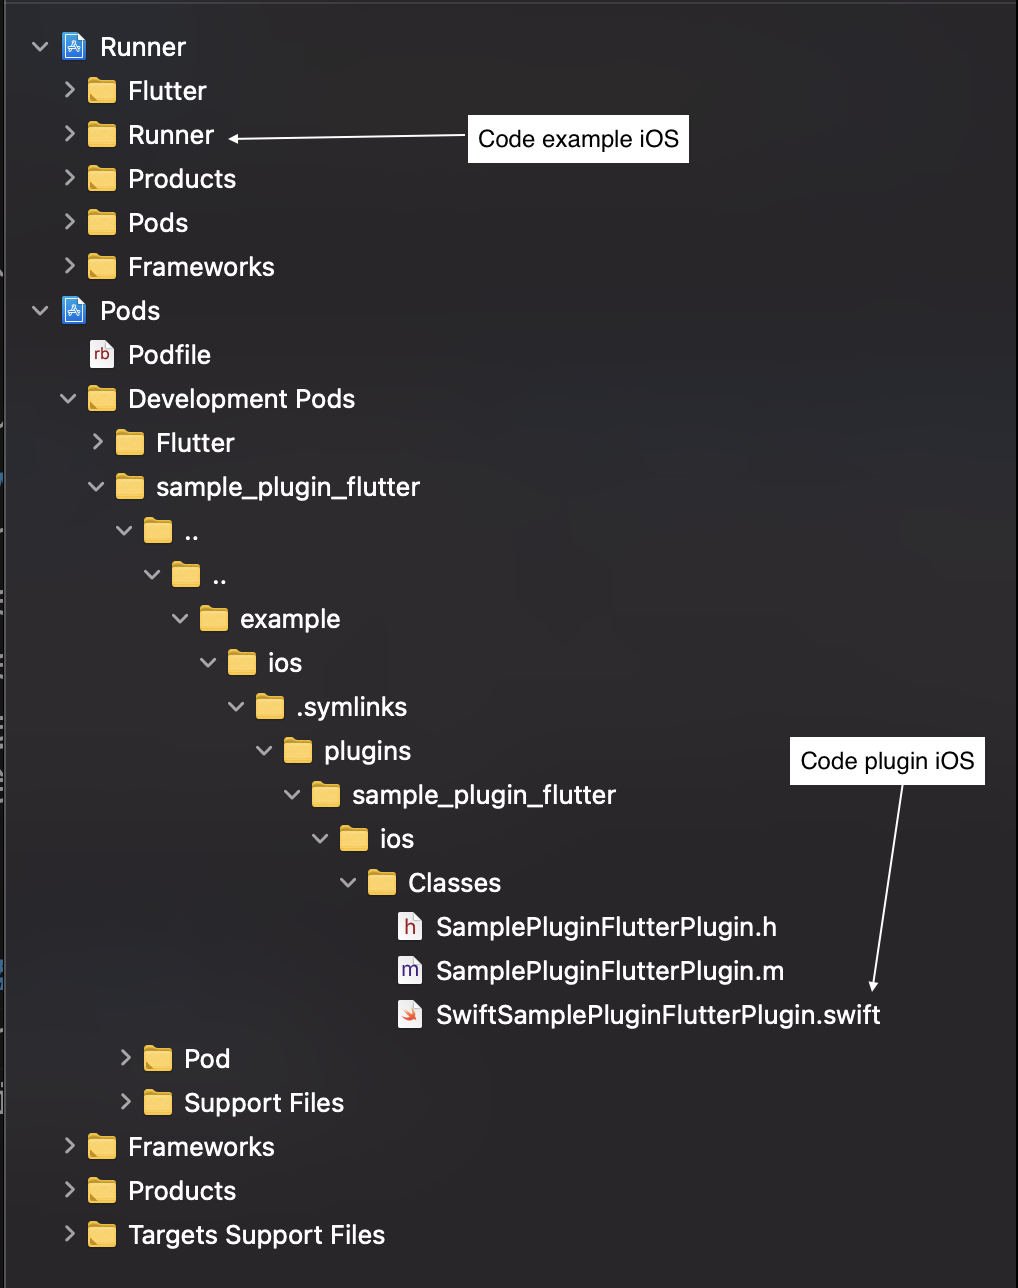 Runner
Flutter
Runner
Code example iOS
Products
Pods
Frameworks
Pods
rb Podfile
Development Pods
Flutter
sample_plugin_flutter
..
..
example
ios
.symlinks
plugins
Code plugin iOS
sample_plugin_flutter
ios
Classes
h SamplePluginFlutterPlugin.h
m SamplePluginFlutterPlugin.m
SwiftSamplePluginFlutterPlugin.swift
Pod
Support Files
Frameworks
Products
Targets Support Files